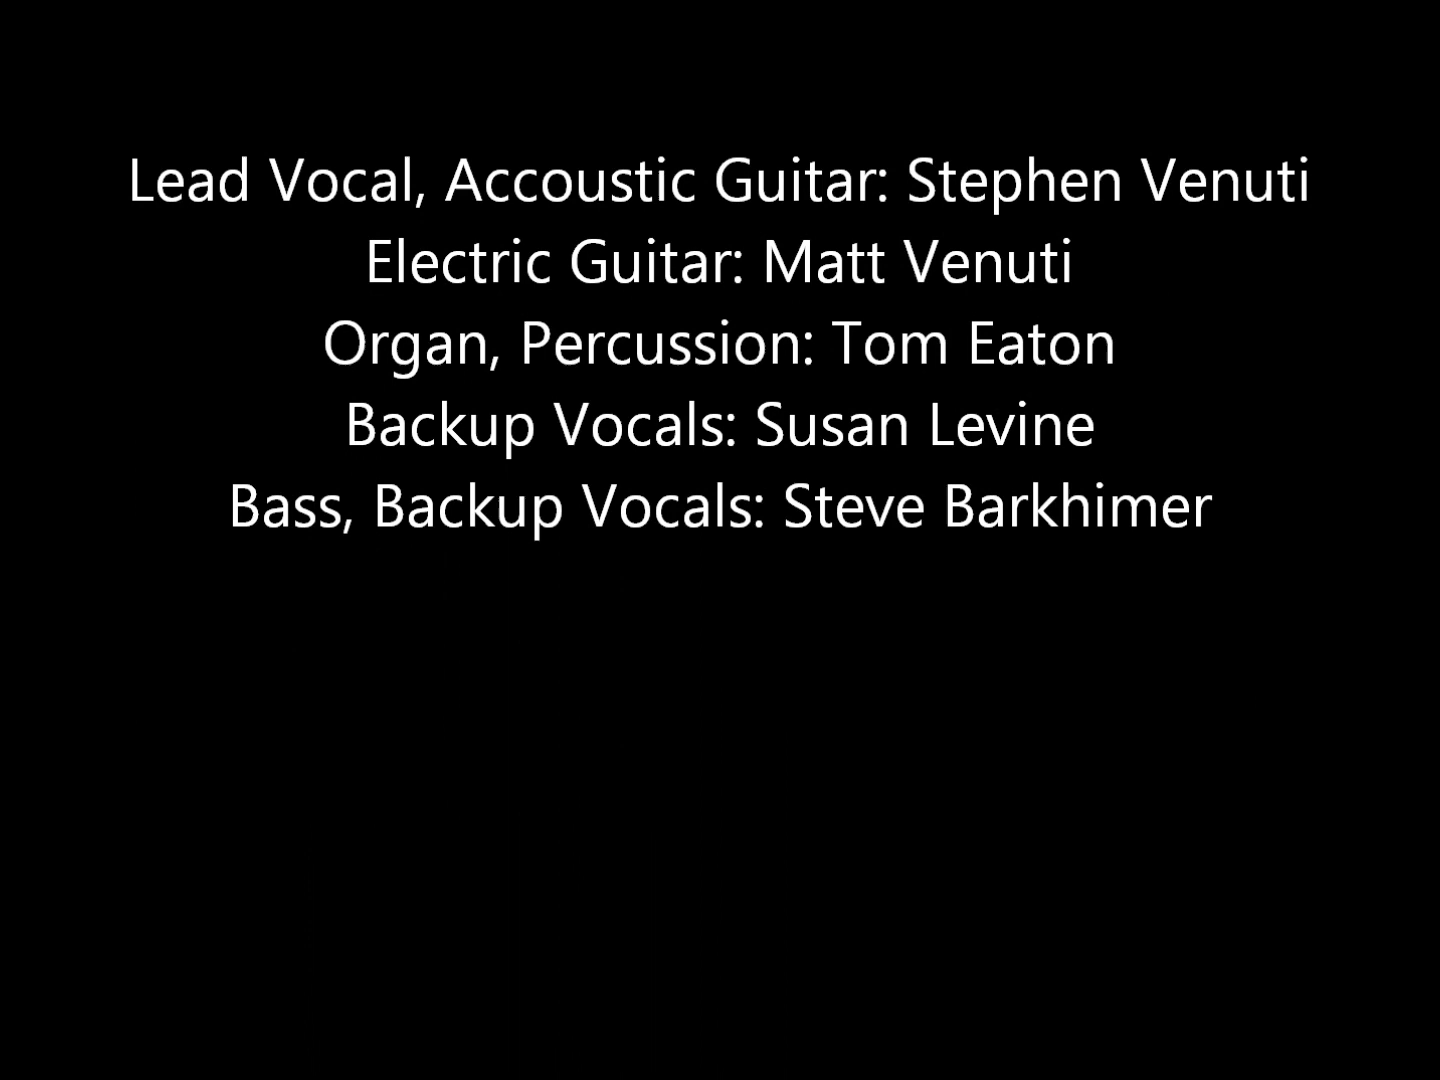 Lead Vocal, Accoustic Guitar: Stephen Venuti
Electric Guitar: Matt Venuti
Organ, Percussion: Tom Eaton
Backup Vocals: Susan Levine
Bass, Backup Vocals: Steve Barkhimer